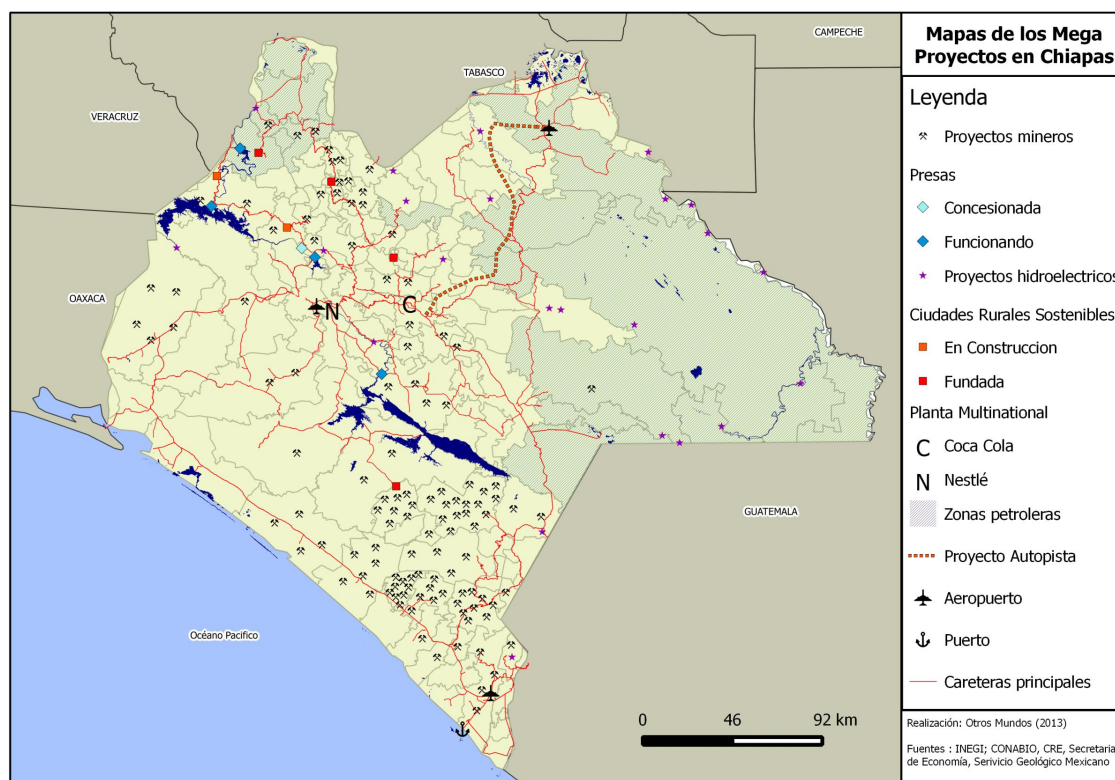 Mapas de los Mega
Proyectos en Chiapas
Leyenda
Proyectos mineros
Presas
Concesionada
Funcionando
Proyectos hidroelectricos
Ciudades Rurales Sostenibles
En Construccion
Fundada
Planta Multinational
C Coca Cola
N Nestlé
Zonas petroleras
Proyecto Autopista
Aeropuerto
Puerto
Careteras principales
Realización: Otros Mundos (2013)
Fuentes : INEGI; CONABIO, CRE, Secretaria
de Economía, Serivicio Geológico Mexicano
CAMPECHE
TABASCO
VERACRUZ
OAXACA
N
C
GUATEMALA
Océano Pacifico
0 46 92 km